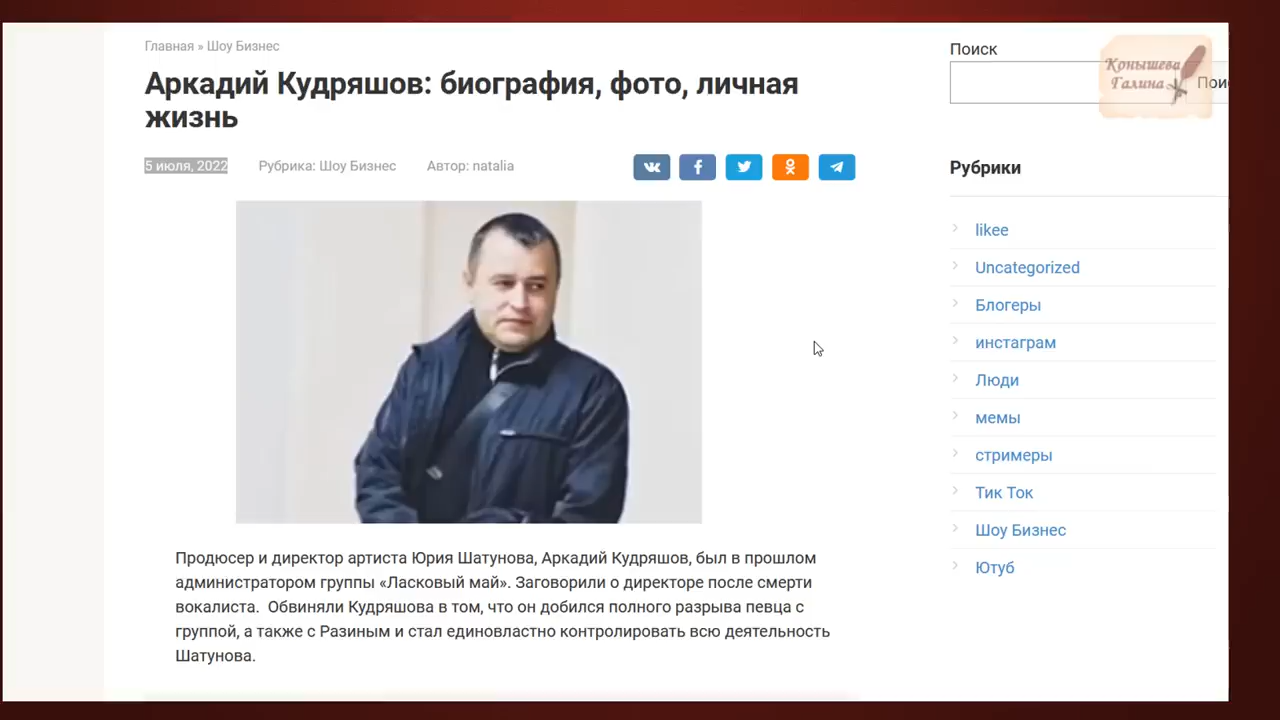 Главная » Шоу Бизнес
Аркадий Кудряшов: биография, фото, личная
жизнь
5 июля, 2022 Рубрика: Шоу Бизнес Автор: natalia
Продюсер и директор артиста Юрия Шатунова, Аркадий Кудряшов, был в прошлом
администратором группы «Ласковый май». Заговорили о директоре после смерти
вокалиста. Обвиняли Кудряшова в том, что он добился полного разрыва певца с
группой, а также с Разиным и стал единовластно контролировать всю деятельность
Шатунова.
Поиск
Конышева
Галина
Рубрики
likee
Uncategorized
Блогеры
инстаграм
Люди
мемы
стримеры
Тик Ток
Шоу Бизнес
Ютуб